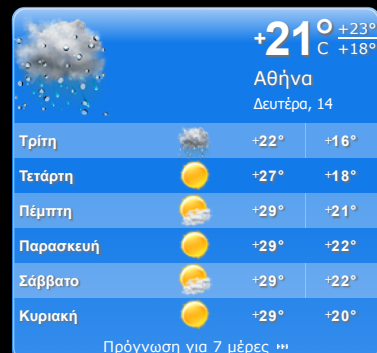 +21°C +23° +18°
Αθήνα
Δευτέρα, 14
Τρίτη +22° +16°
Τετάρτη +27° +18°
Πέμπτη +29° +21°
Παρασκευή +29° +22°
Σάββατο +29° +22°
Κυριακή +29° +20°
Πρόγνωση για 7 μέρες